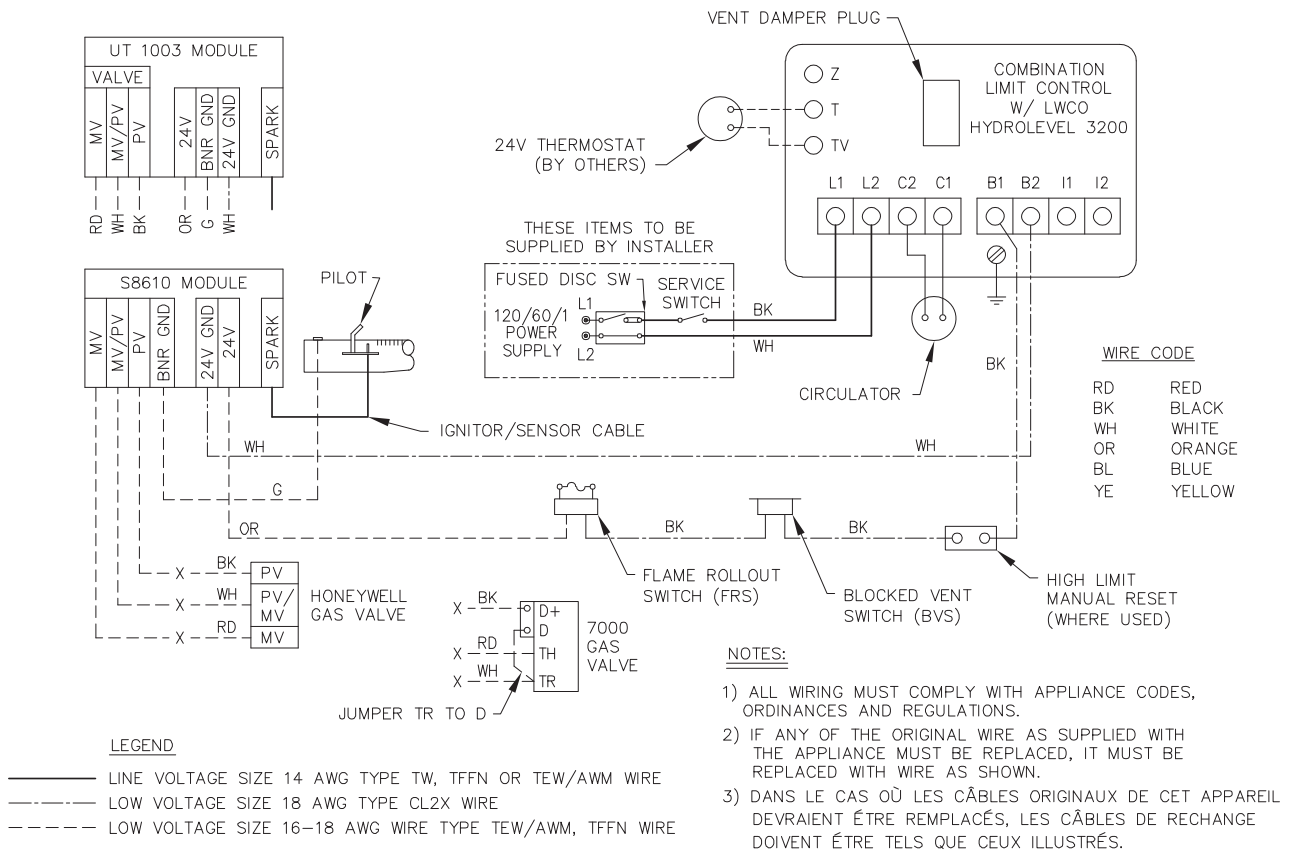 VENT DAMPER PLUG
UT 1003 MODULE
VALVE
MV
MV/PV
PV
24V
BNR GND
24V GND
SPARK
RD
WH
BK
OR
G
WH
Z
T
TV
COMBINATION
LIMIT CONTROL
W/ LWCO
HYDROLEVEL 3200
24V THERMOSTAT
(BY OTHERS)
L1 L2 C2 C1 B1 B2 I1 I2
THESE ITEMS TO BE
SUPPLIED BY INSTALLER
FUSED DISC SW
SERVICE
SWITCH
L1
120/60/1
POWER
SUPPLY
L2
BK
WH
CIRCULATOR
BK
S8610 MODULE
MV
MV/PV
PV
BNR GND
24V GND
24V
SPARK
PILOT
IGNITOR/SENSOR CABLE
WH
WH
G
OR
BK
BK
WIRE CODE
RD RED
BK BLACK
WH WHITE
OR ORANGE
BL BLUE
YE YELLOW
FLAME ROLLOUT
SWITCH (FRS)
BLOCKED VENT
SWITCH (BVS)
HIGH LIMIT
MANUAL RESET
(WHERE USED)
X BK PV
X WH PV/
MV
X RD MV
HONEYWELL
GAS VALVE
X BK D+
D
X RD TH
X WH TR
7000
GAS
VALVE
JUMPER TR TO D
LEGEND
LINE VOLTAGE SIZE 14 AWG TYPE TW, TFFN OR TEW/AWM WIRE
LOW VOLTAGE SIZE 18 AWG TYPE CL2X WIRE
LOW VOLTAGE SIZE 16-18 AWG WIRE TYPE TEW/AWM, TFFN WIRE
NOTES:
1) ALL WIRING MUST COMPLY WITH APPLIANCE CODES,
ORDINANCES AND REGULATIONS.
2) IF ANY OF THE ORIGINAL WIRE AS SUPPLIED WITH
THE APPLIANCE MUST BE REPLACED, IT MUST BE
REPLACED WITH WIRE AS SHOWN.
3) DANS LE CAS OÙ LES CÂBLES ORIGINAUX DE CET APPAREIL
DEVRAIENT ÉTRE REMPLACÉS, LES CÂBLES DE RECHANGE
DOIVENT ÉTRE TELS QUE CEUX ILLUSTRÉS.